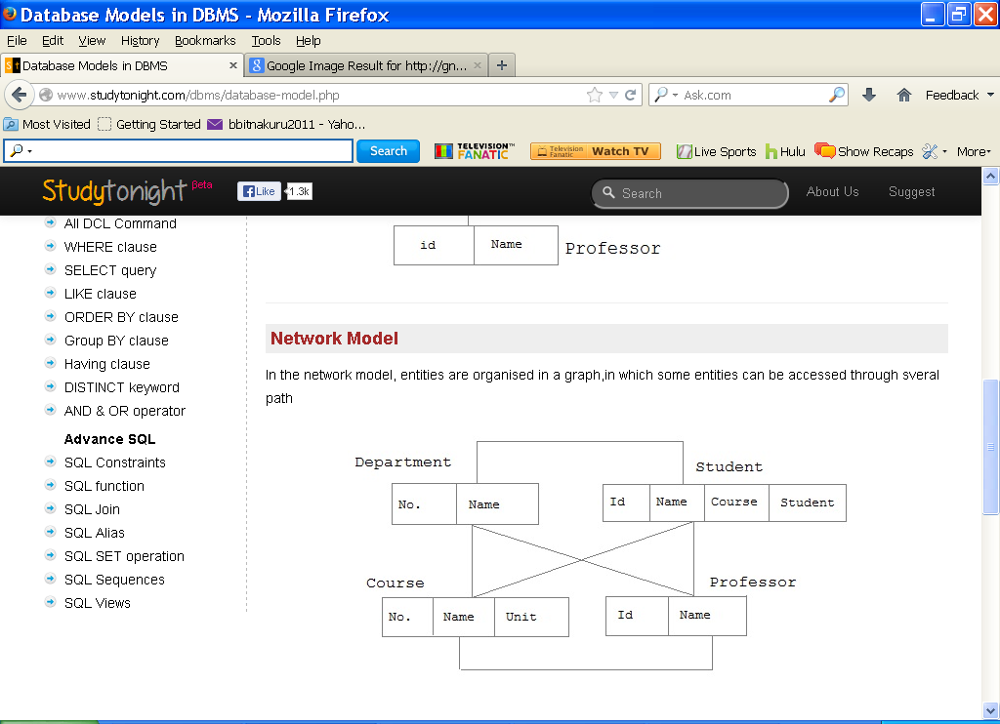 Database Models in DBMS - Mozilla Firefox
File Edit View History Bookmarks Tools Help
Database Models in DBMS
Google Image Result for http://gn...
www.studytonight.com/dbms/database-model.php
Ask.com
Feedback
Most Visited Getting Started bbitnakuru2011 - Yaho...
Search
TELEVISION FANATIC
Television Fanatic Watch TV
Live Sports
Hulu
Show Recaps
More
Studytonight Beta
Like 1.3k
Search
About Us
Suggest
All DCL Command
WHERE clause
SELECT query
LIKE clause
ORDER BY clause
Group BY clause
Having clause
DISTINCT keyword
AND & OR operator
Advance SQL
SQL Constraints
SQL function
SQL Join
SQL Alias
SQL SET operation
SQL Sequences
SQL Views
id Name Professor
Network Model
In the network model, entities are organised in a graph,in which some entities can be accessed through sveral
path
Department
No. Name
Student
Id Name Course Student
Course
No. Name Unit
Professor
Id Name